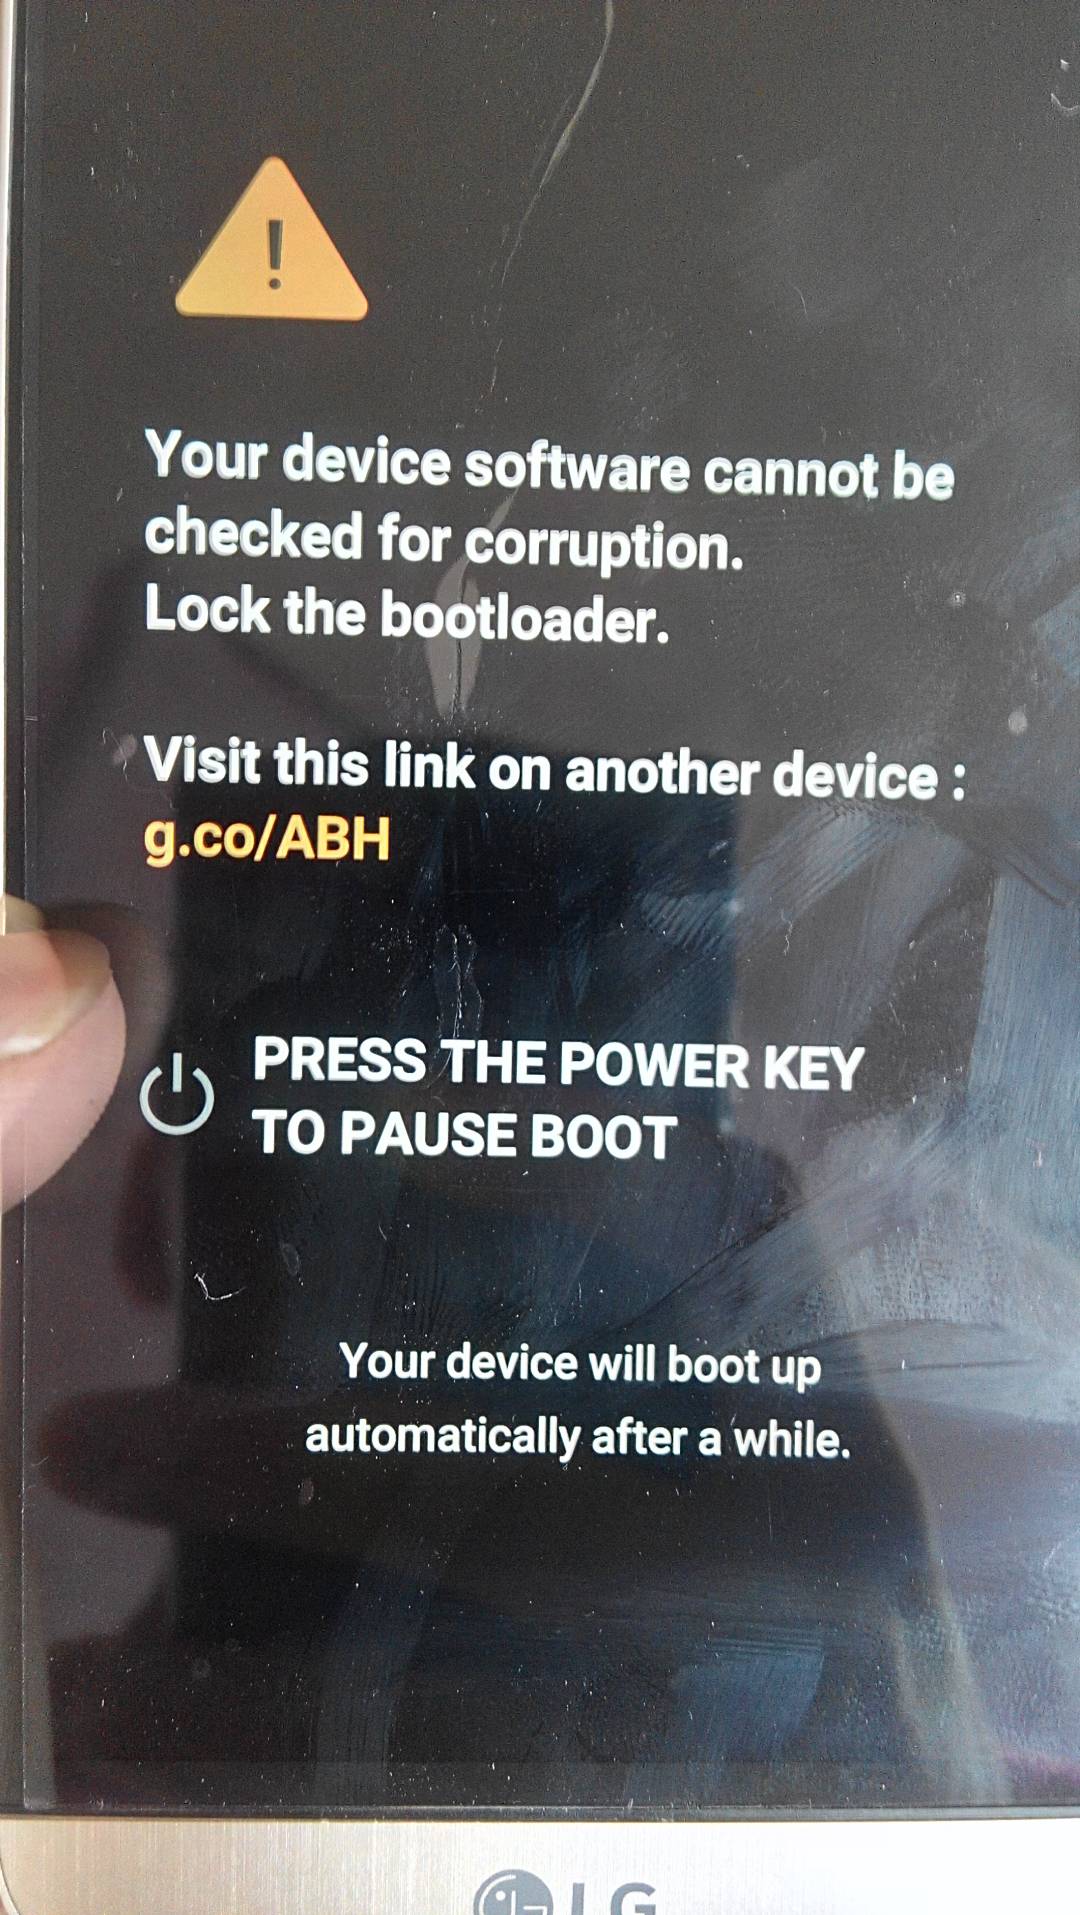 Your device software cannot be
checked for corruption.
Lock the bootloader.
Visit this link on another device :
g.co/ABH
PRESS THE POWER KEY
TO PAUSE BOOT
Your device will boot up
automatically after a while.
LG